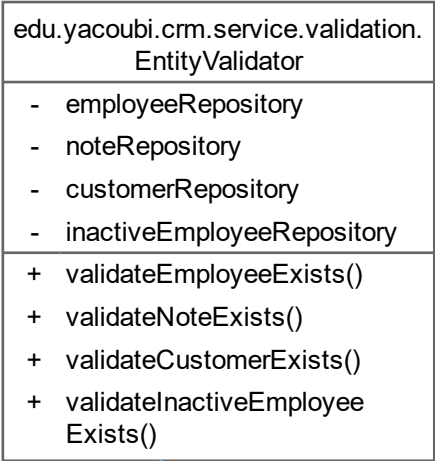 edu.yacoubi.crm.service.validation.
EntityValidator
- employeeRepository
- noteRepository
- customerRepository
- inactiveEmployeeRepository
+ validateEmployeeExists()
+ validateNoteExists()
+ validateCustomerExists()
+ validateInactiveEmployee
Exists()